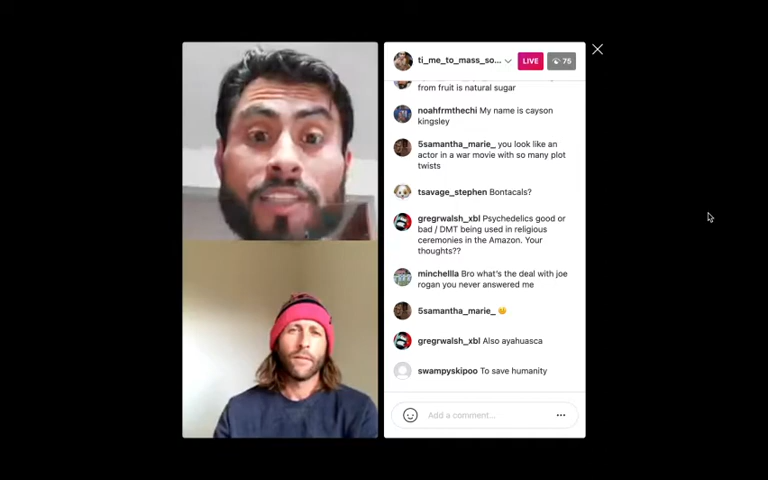 ti_me_to_mass_so...
LIVE
75
from fruit is natural sugar
noahfrmthechi My name is cayson
kingsley
5samantha_marie_ you look like an
actor in a war movie with so many plot
twists
tsavage_stephen Bontacals?
gregrwalsh_xbl Psychedelics good or
bad / DMT being used in religious
ceremonies in the Amazon. Your
thoughts??
minchellla Bro what's the deal with joe
rogan you never answered me
5samantha_marie_
gregrwalsh_xbl Also ayahuasca
swampyskipoo To save humanity
Add a comment...